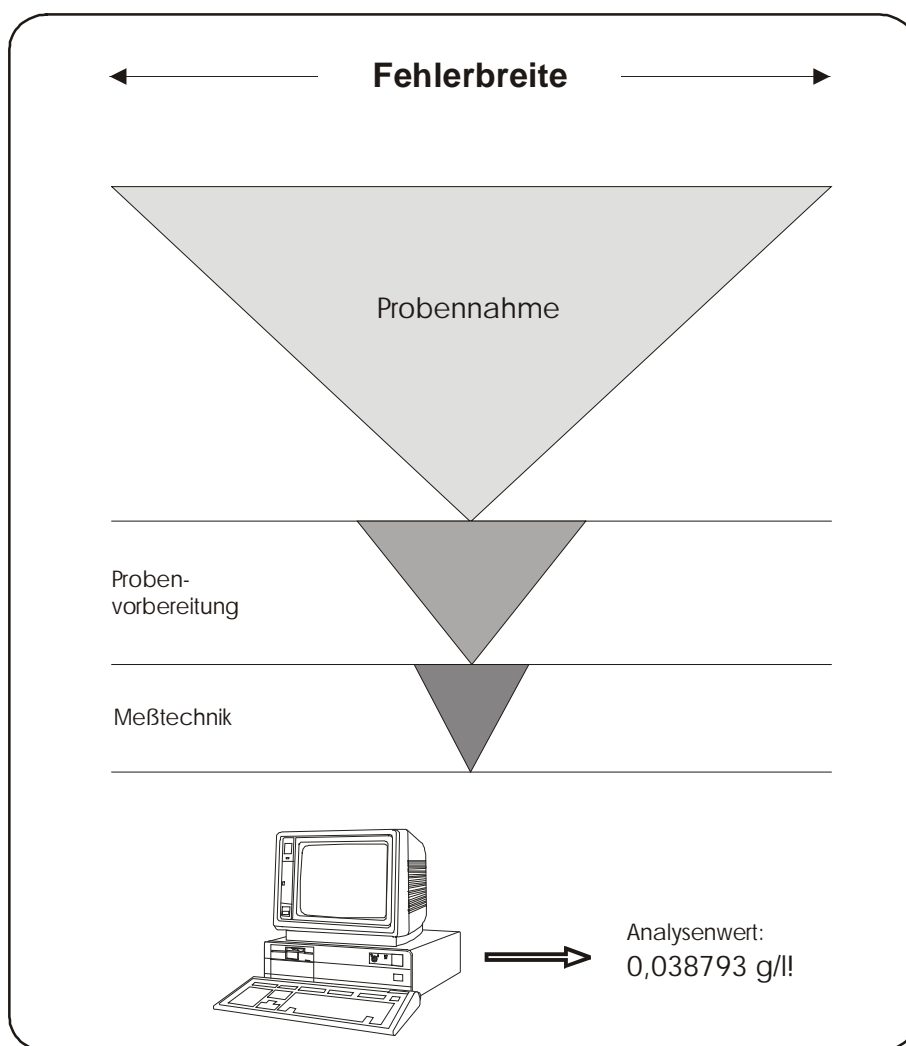 Fehlerbreite
Probennahme
Proben-
vorbereitung
Meßtechnik
Analysenwert:
0,038793 g/l!